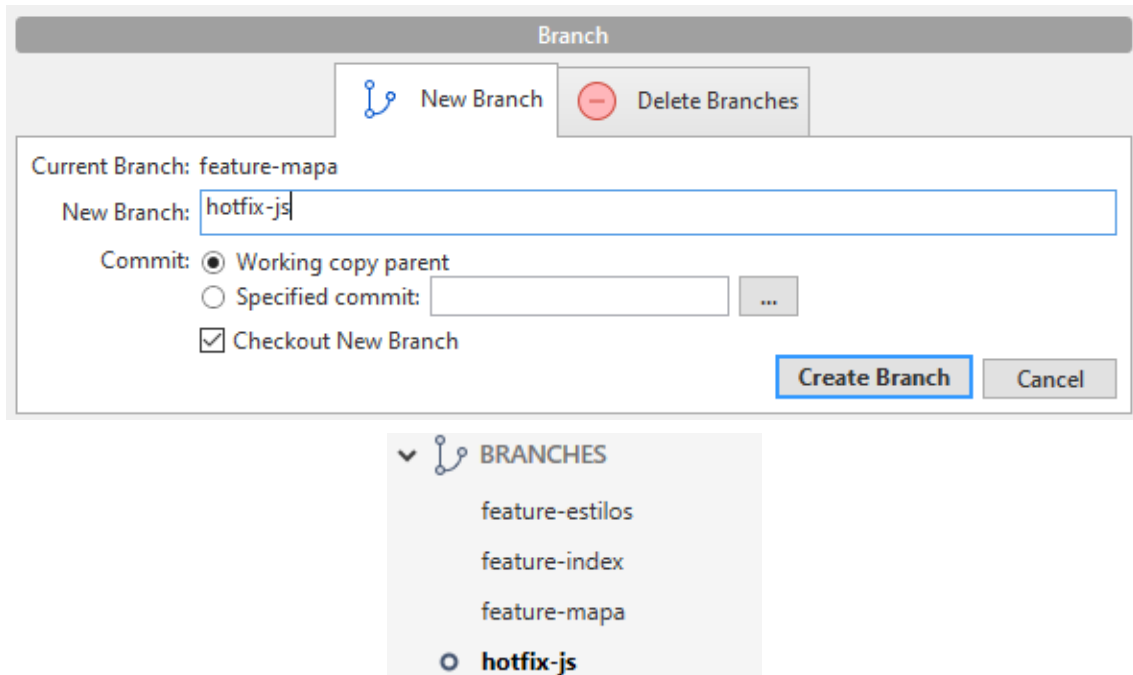 Branch
New Branch
Delete Branches
Current Branch: feature-mapa
New Branch: hotfix-js
Commit: Working copy parent
Specified commit: ...
Checkout New Branch
Create Branch Cancel
BRANCHES
feature-estilos
feature-index
feature-mapa
hotfix-js